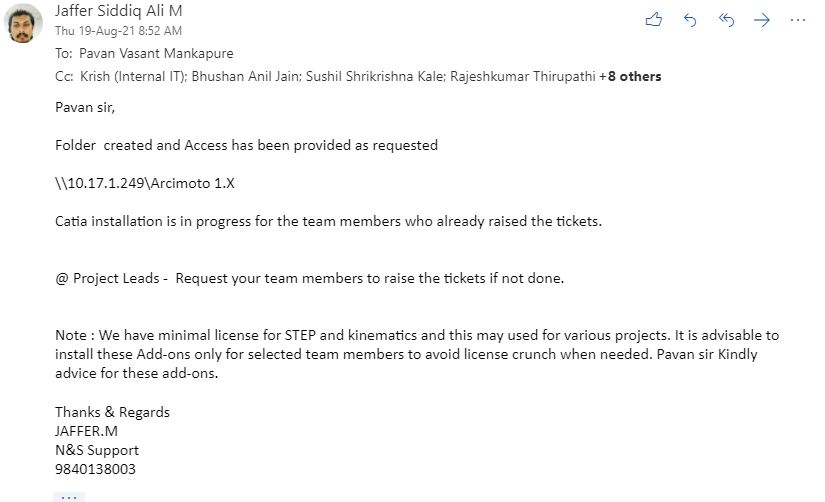 Jaffer Siddiq Ali M
Thu 19-Aug-21 8:52 AM
To: Pavan Vasant Mankapure
Cc: Krish (Internal IT); Bhushan Anil Jain; Sushil Shrikrishna Kale; Rajeshkumar Thirupathi +8 others
Pavan sir,
Folder  created and Access has been provided as requested
\\10.17.1.249\Arcimoto 1.X
Catia installation is in progress for the team members who already raised the tickets.
@ Project Leads -  Request your team members to raise the tickets if not done.
Note : We have minimal license for STEP and kinematics and this may used for various projects. It is advisable to
install these Add-ons only for selected team members to avoid license crunch when needed. Pavan sir Kindly
advice for these add-ons.
Thanks & Regards
JAFFER.M
N&S Support
9840138003